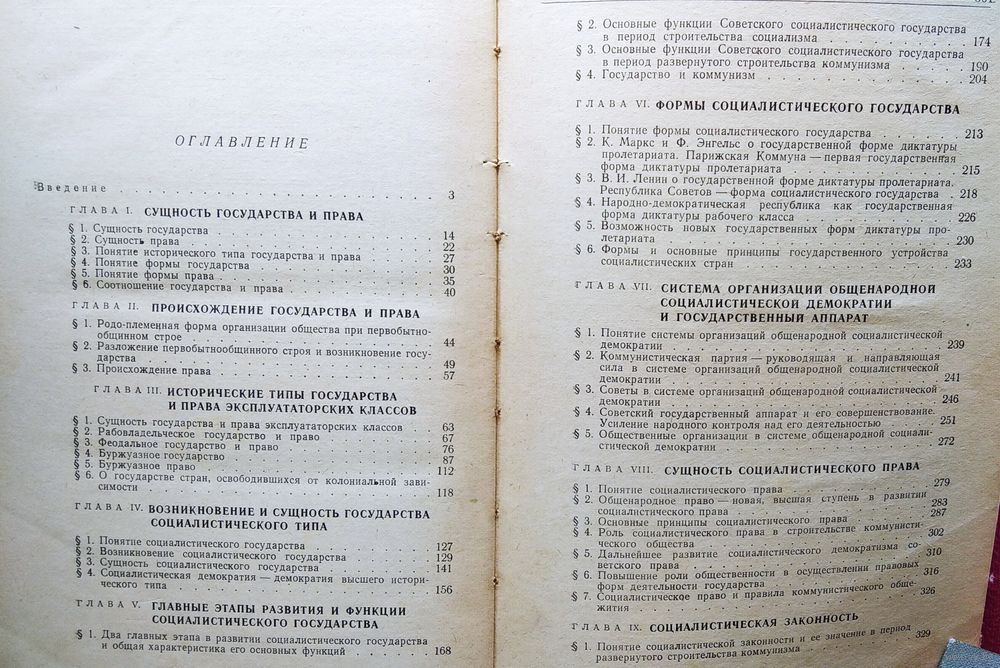 ОГЛАВЛЕНИЕ
Введение 3
ГЛАВА I. СУЩНОСТЬ ГОСУДАРСТВА И ПРАВА
§ 1. Сущность государства 14
§ 2. Сущность права 22
§ 3. Понятие исторического типа государства и права 27
§ 4. Понятие формы государства 30
§ 5. Понятие формы права 35
§ 6. Соотношение государства и права 40
ГЛАВА II. ПРОИСХОЖДЕНИЕ ГОСУДАРСТВА И ПРАВА
§ 1. Родо-племенная форма организации общества при первобытно-
общинном строе 44
§ 2. Разложение первобытнообщинного строя и возникновение госу-
дарства 49
§ 3. Происхождение права 57
ГЛАВА III. ИСТОРИЧЕСКИЕ ТИПЫ ГОСУДАРСТВА
И ПРАВА ЭКСПЛУАТАТОРСКИХ КЛАССОВ
§ 1. Сущность государства и права эксплуататорских классов 63
§ 2. Рабовладельческое государство и право 67
§ 3. Феодальное государство и право 76
§ 4. Буржуазное государство 87
§ 5. Буржуазное право 112
§ 6. О государстве стран, освободившихся от колониальной зави-
симости 118
ГЛАВА IV. ВОЗНИКНОВЕНИЕ И СУЩНОСТЬ ГОСУДАРСТВА
СОЦИАЛИСТИЧЕСКОГО ТИПА
§ 1. Понятие социалистического государства 127
§ 2. Возникновение социалистического государства 129
§ 3. Сущность социалистического государства 141
§ 4. Социалистическая демократия — демократия высшего истори-
ческого типа 156
ГЛАВА V. ГЛАВНЫЕ ЭТАПЫ РАЗВИТИЯ И ФУНКЦИИ
СОЦИАЛИСТИЧЕСКОГО ГОСУДАРСТВА
§ 1. Два главных этапа в развитии социалистического государства
и общая характеристика его основных функций 168
§ 2. Основные функции Советского социалистического государства
в период строительства социализма 174
§ 3. Основные функции Советского социалистического государства
в период развернутого строительства коммунизма 190
§ 4. Государство и коммунизм 204
ГЛАВА VI. ФОРМЫ СОЦИАЛИСТИЧЕСКОГО ГОСУДАРСТВА
§ 1. Понятие формы социалистического государства 213
§ 2. К. Маркс и Ф. Энгельс о государственной форме диктатуры
пролетариата. Парижская Коммуна — первая государственная
форма диктатуры пролетариата 215
§ 3. В. И. Ленин о государственной форме диктатуры пролетариата.
Республика Советов — форма социалистического государства 218
§ 4. Народно-демократическая республика как государственная
форма диктатуры рабочего класса 226
§ 5. Возможность новых государственных форм диктатуры про-
летариата 230
§ 6. Формы и основные принципы государственного устройства
социалистических стран 233
ГЛАВА VII. СИСТЕМА ОРГАНИЗАЦИЙ ОБЩЕНАРОДНОЙ
СОЦИАЛИСТИЧЕСКОЙ ДЕМОКРАТИИ
И ГОСУДАРСТВЕННЫЙ АППАРАТ
§ 1. Понятие системы организаций общенародной социалистической
демократии 239
§ 2. Коммунистическая партия — руководящая и направляющая
сила в системе организаций общенародной социалистической
демократии 241
§ 3. Советы в системе организаций общенародной социалистической
демократии 246
§ 4. Советский государственный аппарат и его совершенствование.
Усиление народного контроля над его деятельностью 251
§ 5. Общественные организации в системе общенародной социали-
стической демократии 272
ГЛАВА VIII. СУЩНОСТЬ СОЦИАЛИСТИЧЕСКОГО ПРАВА
§ 1. Понятие социалистического права 279
§ 2. Общенародное право — новая, высшая ступень в развитии
социалистического права 283
§ 3. Основные принципы социалистического права 287
§ 4. Роль социалистического права в строительстве коммунисти-
ческого общества 302
§ 5. Дальнейшее развитие социалистического демократизма со-
ветского права 310
§ 6. Повышение роли общественности в осуществлении правовых
форм деятельности государства 316
§ 7. Социалистическое право и правила коммунистического обще-
жития 326
ГЛАВА IX. СОЦИАЛИСТИЧЕСКАЯ ЗАКОННОСТЬ
§ 1. Понятие социалистической законности и ее значение в период
развернутого строительства коммунизма 329